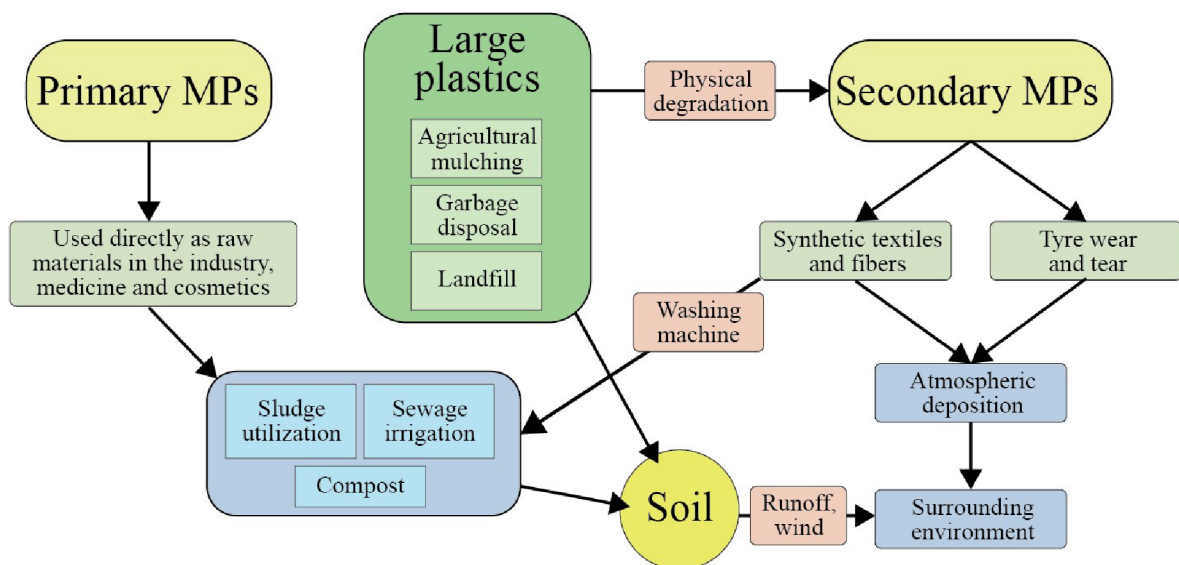 Primary MPs
Large
plastics
Agricultural
mulching
Garbage
disposal
Landfill
Physical
degradation
Secondary MPs
Used directly as raw
materials in the industry,
medicine and cosmetics
Synthetic textiles
and fibers
Tyre wear
and tear
Washing
machine
Atmospheric
deposition
Sludge
utilization
Sewage
irrigation
Compost
Soil
Runoff,
wind
Surrounding
environment